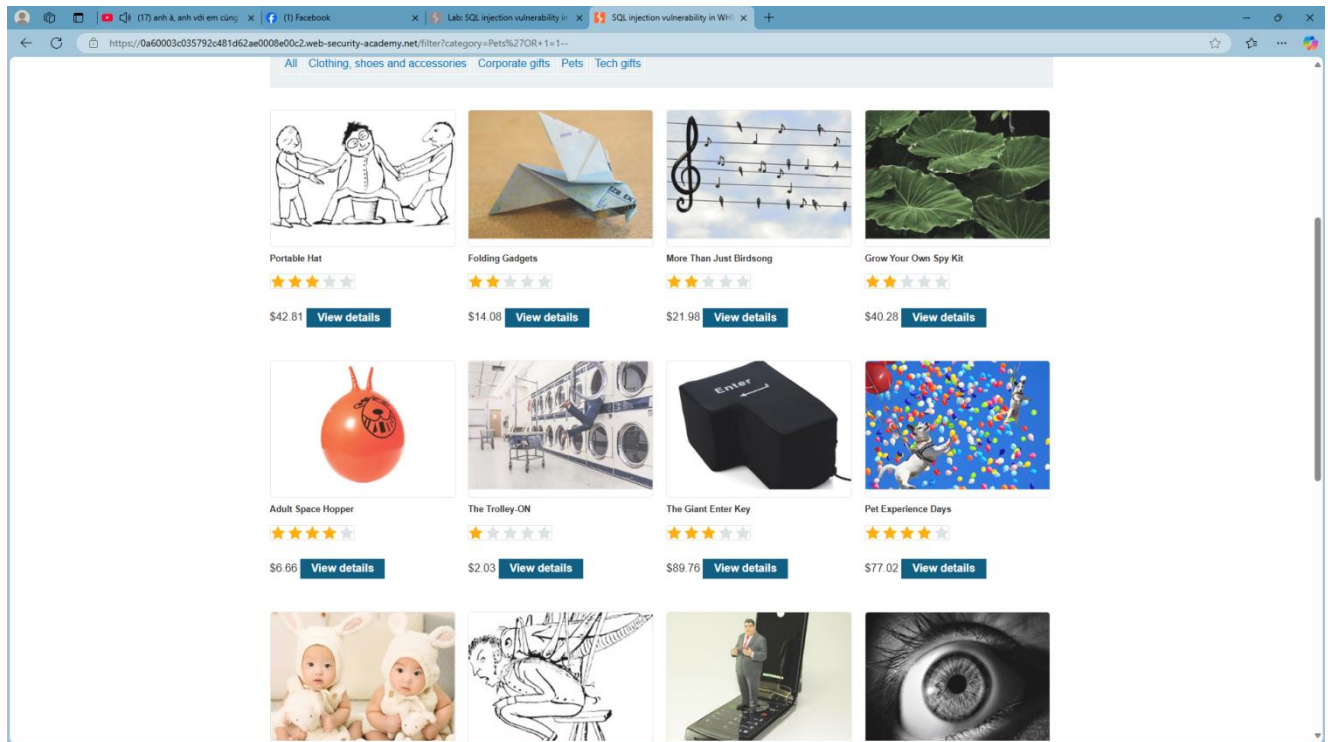 (17) anh à, anh với em cùng
(1) Facebook
Lab: SQL injection vulnerability in
SQL injection vulnerability in WHE
https://0a60003c035792c481d62ae0008e00c2.web-security-academy.net/filter?category=Pets%27OR+1=1--
All Clothing, shoes and accessories Corporate gifts Pets Tech gifts
Portable Hat
Folding Gadgets
More Than Just Birdsong
Grow Your Own Spy Kit
$42.81 View details
$14.08 View details
$21.98 View details
$40.28 View details
Enter
Adult Space Hopper
The Trolley-ON
The Giant Enter Key
Pet Experience Days
$6.66 View details
$2.03 View details
$89.76 View details
$77.02 View details